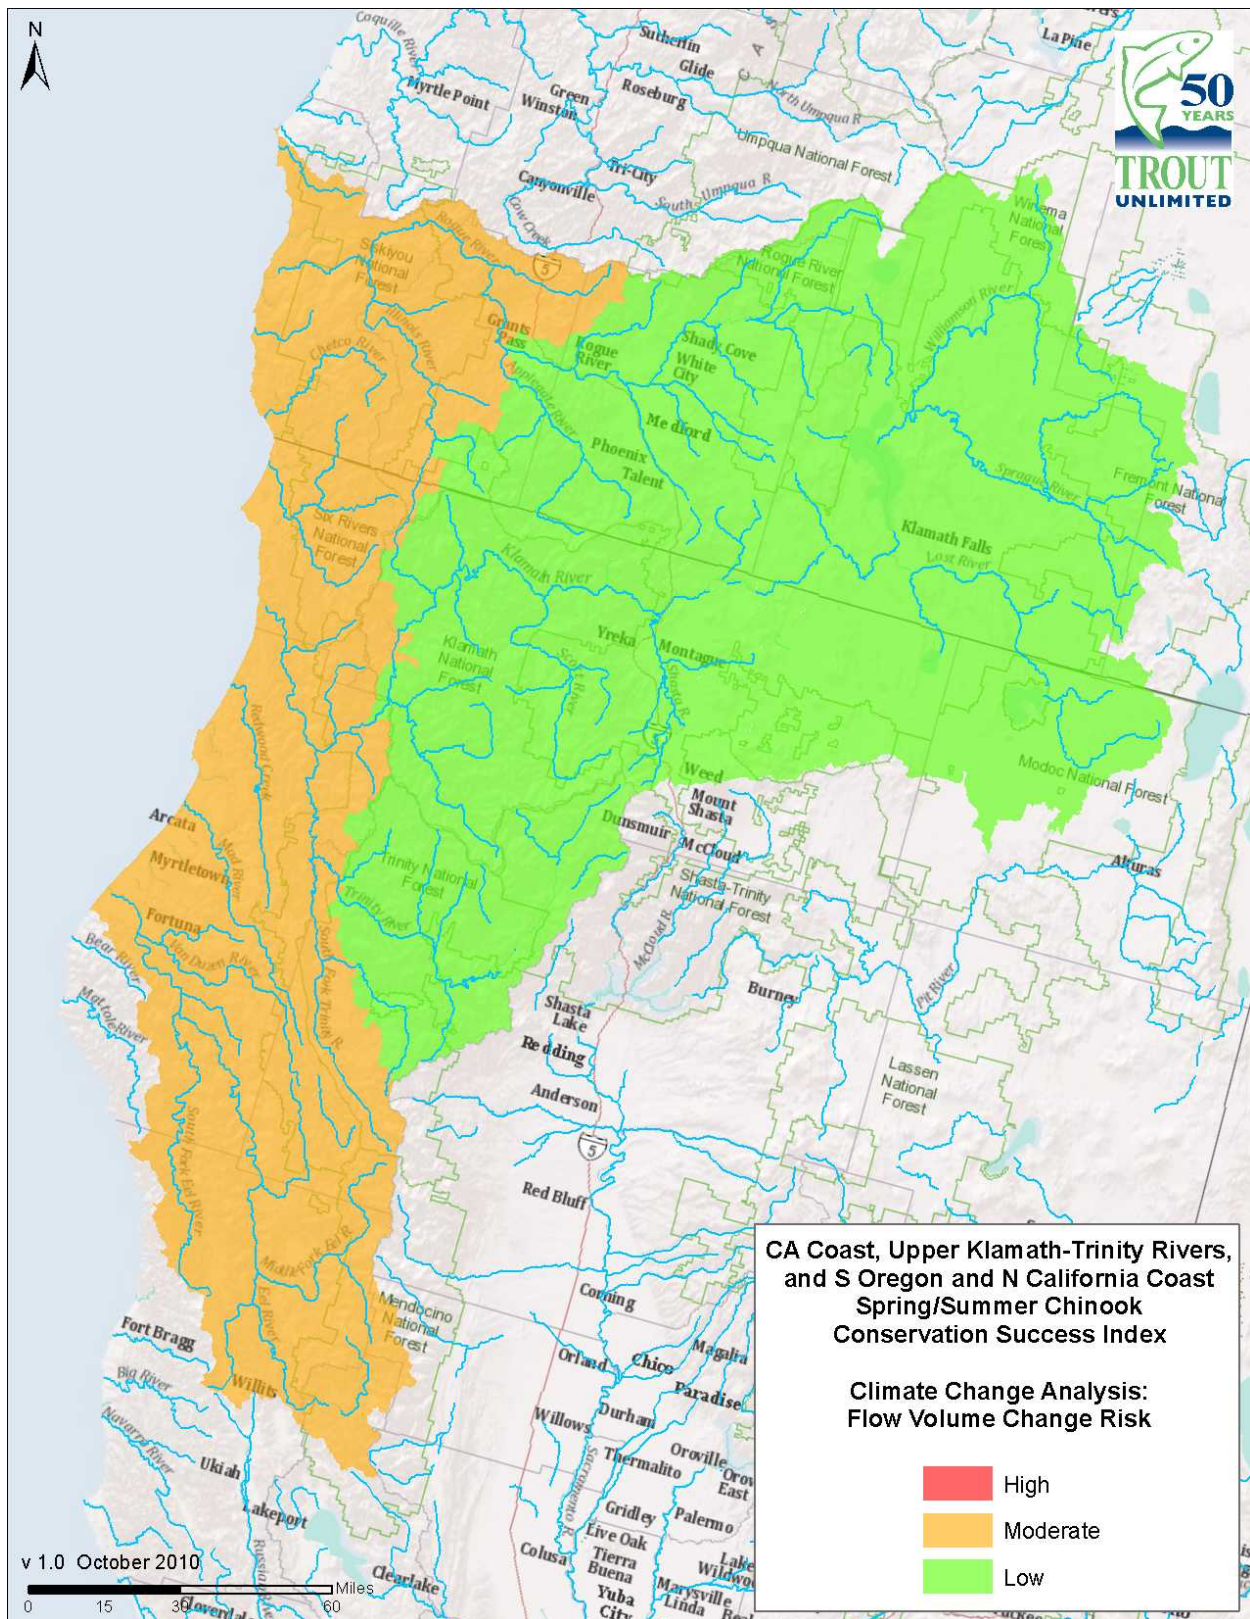 N
Coquille River
Sutherlin
Glide
C A S
La Pine
Myrtle Point
Green
Winston
Roseburg
North Umpqua R
50
YEARS
TROUT
UNLIMITED
Umpqua National Forest
Tri-City
Canyonville
South Umpqua R
Cow Creek
Winema
National
Forest
Rogue River
Siskiyou
National
Forest
5
Rogue River
National Forest
Williamson River
Illinois River
Grants
Pass
Rogue
River
Shady Cove
White
City
Chetco River
Applegate River
Medford
Phoenix
Talent
Sprague River
Fremont National
Forest
Six Rivers
National
Forest
Klamath Falls
Lost River
Klamath River
Yreka
Montague
Klamath
National
Forest
Scott River
Shasta R
Redwood Creek
Weed
Modoc National Forest
Mount
Shasta
Dunsmuir
McCloud
Arcata
Mad River
Myrtletown
Trinity National
Forest
Shasta-Trinity
National Forest
Alturas
Trinity River
Fortuna
Van Duzen River
South Fork Trinity R
McCloud R
Bear River
Mattole River
Burney
Pit River
Shasta
Lake
Redding
Lassen
National
Forest
Anderson
5
South Fork Eel River
Red Bluff
Middle Fork Eel R
Eel River
Mendocino
National
Forest
Corning
Fort Bragg
Big River
Willits
Orland
Chico
Magalia
Paradise
Navarro River
Willows
Durham
Ukiah
Thermalito
Oroville
Oroville
East
Sacramento R
Lakeport
Gridley
Palermo
Live Oak
Colusa
Tierra
Buena
Russian
Clearlake
Yuba
City
Marysville
Linda
Cloverdale
CA Coast, Upper Klamath-Trinity Rivers,
and S Oregon and N California Coast
Spring/Summer Chinook
Conservation Success Index
Climate Change Analysis:
Flow Volume Change Risk
High
Moderate
Low
v 1.0 October 2010
Miles
0 15 30 60